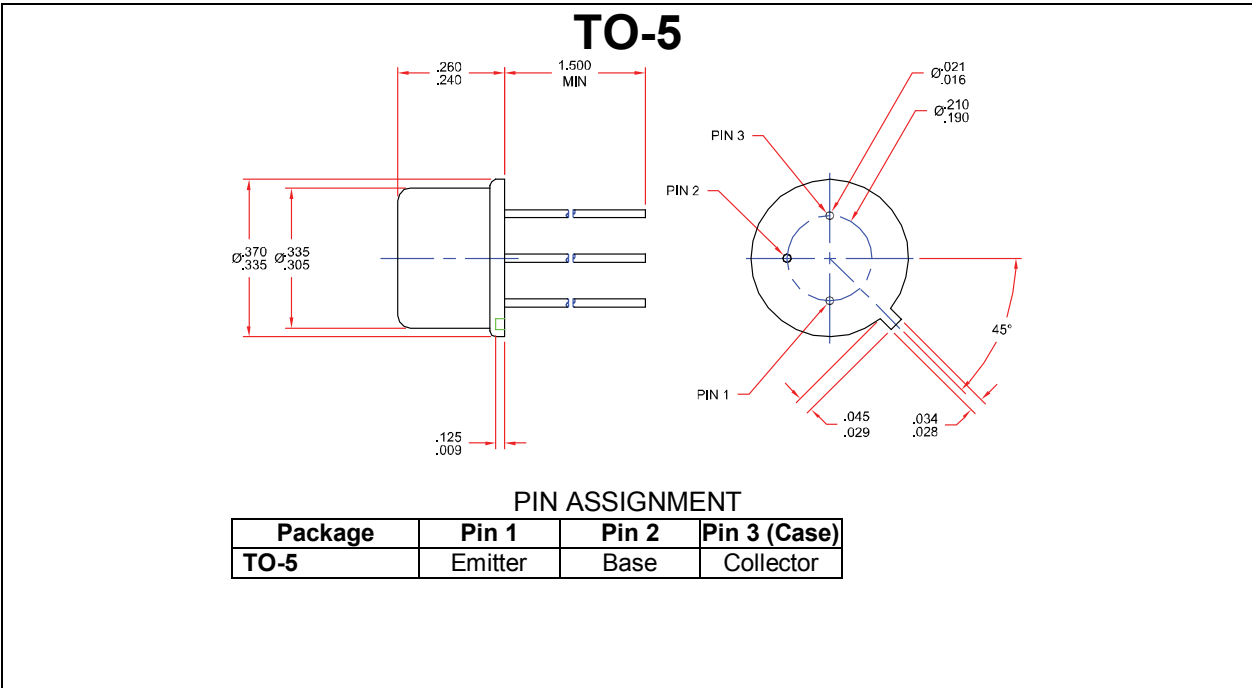 TO-5
.260
.240
1.500
MIN
Ø.021
.016
Ø.210
.190
PIN 3
PIN 2
Ø.370
.335
Ø.335
.305
45°
PIN 1
.045
.029
.034
.028
.125
.009
PIN ASSIGNMENT
Package Pin 1 Pin 2 Pin 3 (Case)
TO-5 Emitter Base Collector